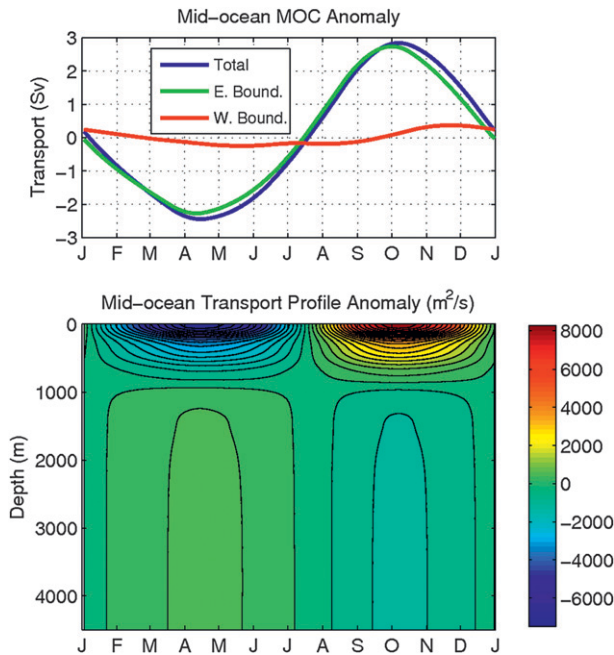 Mid-ocean MOC Anomaly
Transport (Sv)
3
2
1
0
−1
−2
−3
Total
E. Bound.
W. Bound.
J F M A M J J A S O N D J
Mid-ocean Transport Profile Anomaly (m²/s)
Depth (m)
0
1000
2000
3000
4000
J F M A M J J A S O N D J
8000
6000
4000
2000
0
−2000
−4000
−6000